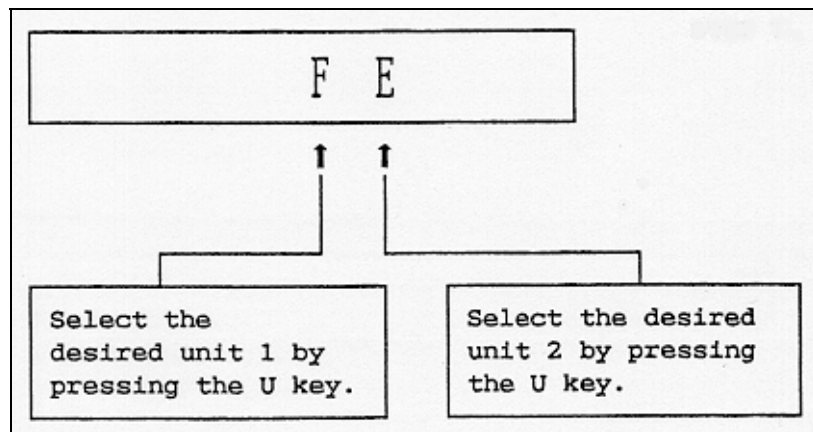 F E
Select the
desired unit 1 by
pressing the U key.
Select the desired
unit 2 by pressing
the U key.